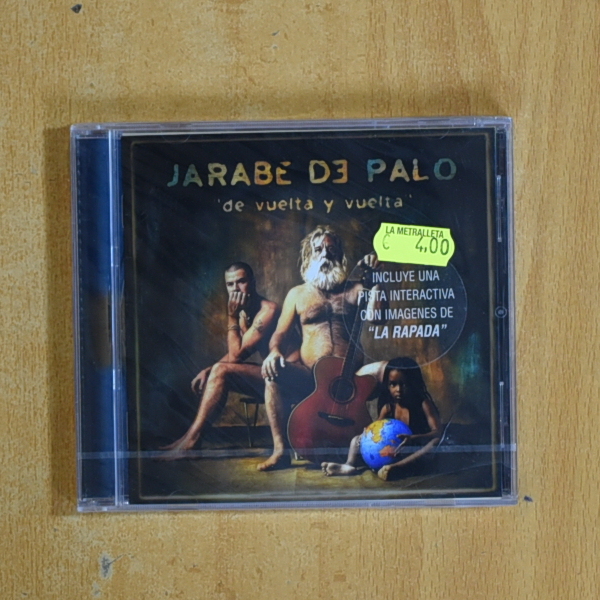 JARABE DE PALO
'de vuelta y vuelta'
LA METRALLETA
€ 4,00
INCLUYE UNA
PISTA INTERACTIVA
CON IMAGENES DE
"LA RAPADA"